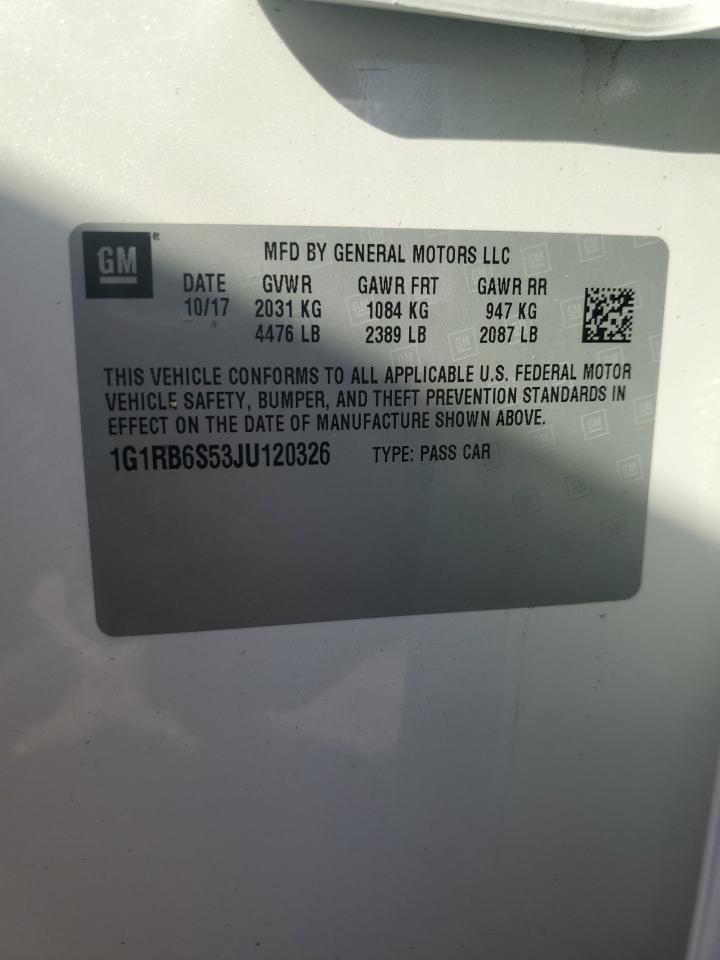 GM ®
MFD BY GENERAL MOTORS LLC
DATE GVWR GAWR FRT GAWR RR
10/17 2031 KG 1084 KG 947 KG
4476 LB 2389 LB 2087 LB
THIS VEHICLE CONFORMS TO ALL APPLICABLE U.S. FEDERAL MOTOR
VEHICLE SAFETY, BUMPER, AND THEFT PREVENTION STANDARDS IN
EFFECT ON THE DATE OF MANUFACTURE SHOWN ABOVE.
1G1RB6S53JU120326 TYPE: PASS CAR